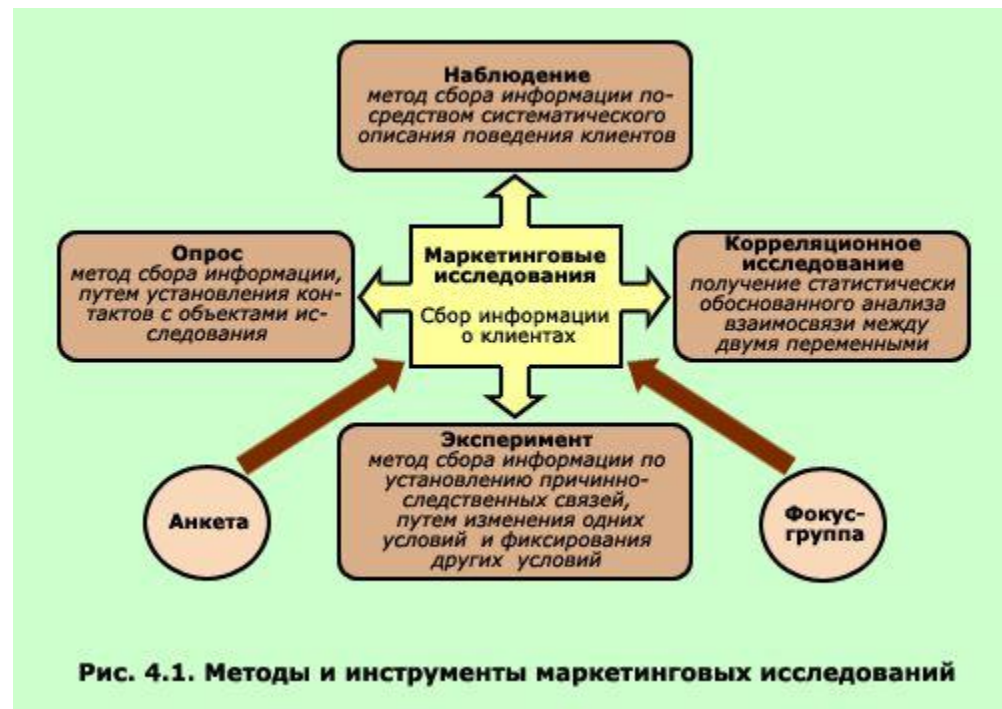 Наблюдение
метод сбора информации по-
средством систематического
описания поведения клиентов
Опрос
метод сбора информации,
путем установления кон-
тактов с объектами ис-
следования
Маркетинговые
исследования
Сбор информации
о клиентах
Корреляционное
исследование
получение статистически
обоснованного анализа
взаимосвязи между
двумя переменными
Эксперимент
метод сбора информации по
установлению причинно-
следственных связей,
путем изменения одних
условий и фиксирования
других условий
Анкета
Фокус-
группа
Рис. 4.1. Методы и инструменты маркетинговых исследований